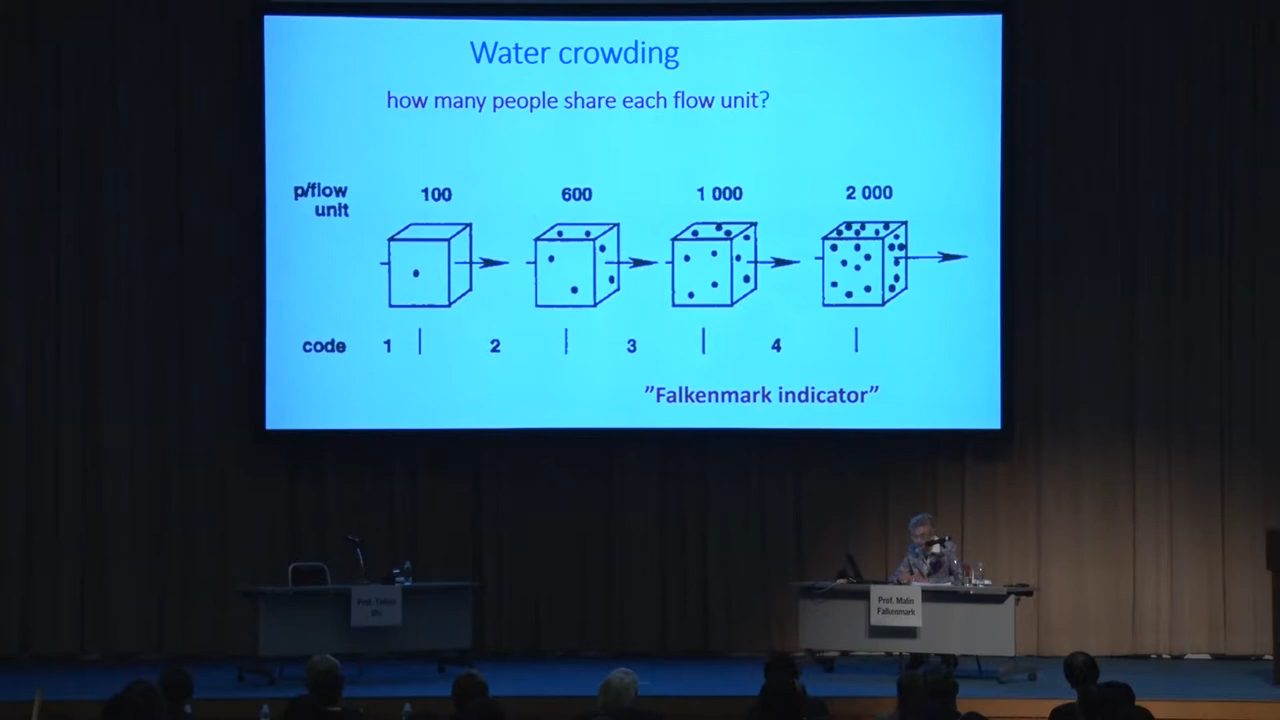 Water crowding
how many people share each flow unit?
p/flow unit 100 600 1 000 2 000
code 1 2 3 4
”Falkenmark indicator”
Prof. Malin
Falkenmark
Prof.